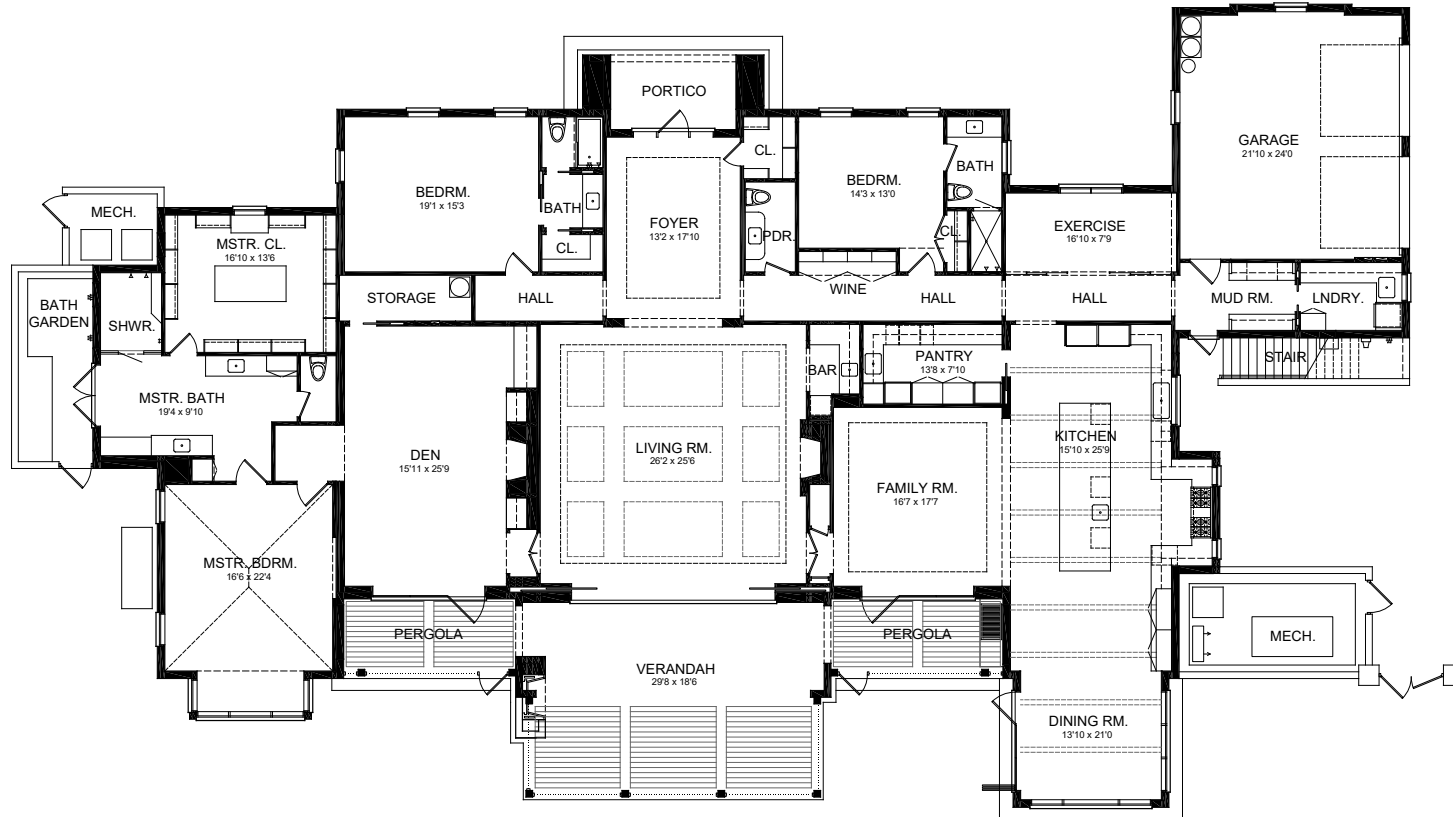 PORTICO
GARAGE
21'10 x 24'0
CL.
BATH
BEDRM.
19'1 x 15'3
BEDRM.
14'3 x 13'0
MECH.
BATH
FOYER
13'2 x 17'10
PDR.
CL.
EXERCISE
16'10 x 7'9
MSTR. CL.
16'10 x 13'6
CL.
BATH
GARDEN
SHWR.
STORAGE
HALL
WINE
HALL
HALL
MUD RM.
LNDRY.
STAIR
PANTRY
13'8 x 7'10
BAR
MSTR. BATH
19'4 x 9'10
DEN
15'11 x 25'9
LIVING RM.
26'2 x 25'6
KITCHEN
15'10 x 25'9
FAMILY RM.
16'7 x 17'7
MSTR. BDRM.
16'6 x 22'4
PERGOLA
PERGOLA
MECH.
VERANDAH
29'8 x 18'6
DINING RM.
13'10 x 21'0